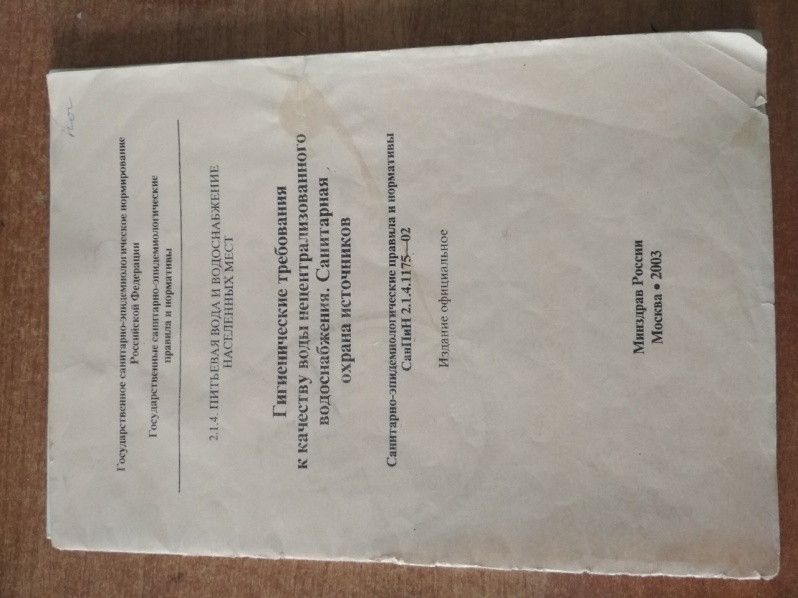 Государственное санитарно-эпидемиологическое нормирование
Российской Федерации
Государственные санитарно-эпидемиологические
правила и нормативы
2.1.4. ПИТЬЕВАЯ ВОДА И ВОДОСНАБЖЕНИЕ
НАСЕЛЕННЫХ МЕСТ
Гигиенические требования
к качеству воды нецентрализованного
водоснабжения. Санитарная
охрана источников
Санитарно-эпидемиологические правила и нормативы
СанПиН 2.1.4.1175—02
Издание официальное
Минздрав России
Москва • 2003